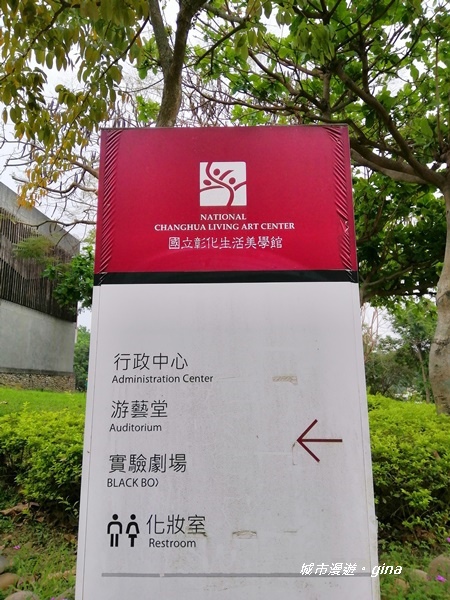 NATIONAL
CHANGHUA LIVING ART CENTER
國立彰化生活美學館
行政中心
Administration Center
游藝堂
Auditorium
實驗劇場
BLACK BO
化妝室
Restroom
城市漫遊•gina